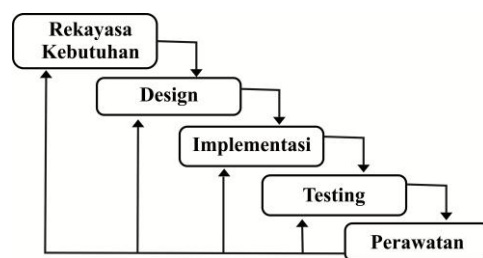 Rekayasa
Kebutuhan
Design
Implementasi
Testing
Perawatan